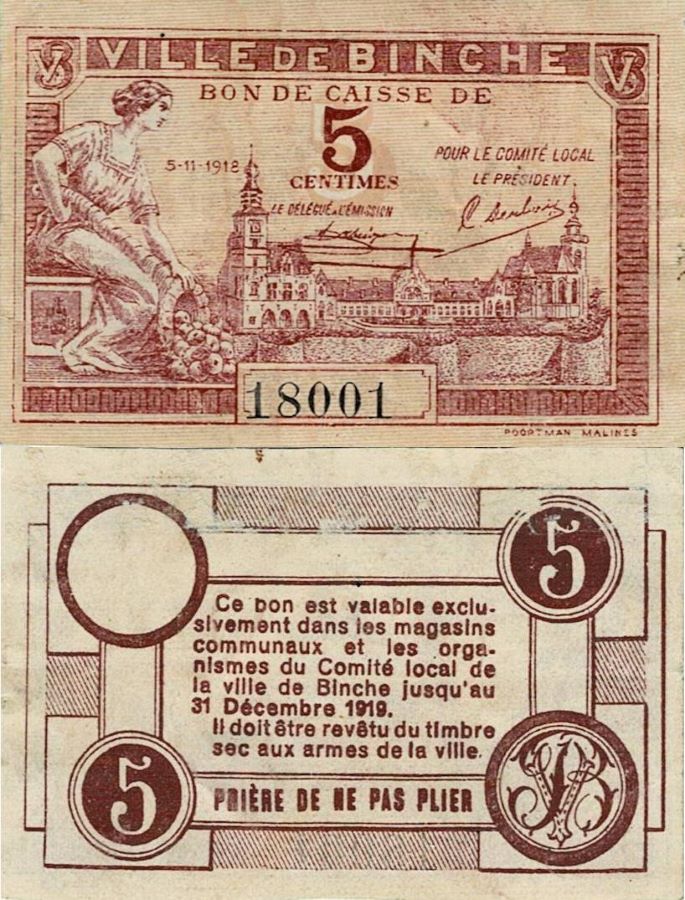 VILLE DE BINCHE
VB
VB
BON DE CAISSE DE
5
CENTIMES
5-11-1918
POUR LE COMITÉ LOCAL
LE PRÉSIDENT
LE DÉLÉGUÉ À L'ÉMISSION
18001
POORTMAN MALINES
5
Ce bon est valable exclu-
sivement dans les magasins
communaux et les orga-
nismes du Comité local de
la ville de Binche jusqu'au
31 Décembre 1919.
Il doit être revêtu du timbre
sec aux armes de la ville.
5
PRIÈRE DE NE PAS PLIER
VB